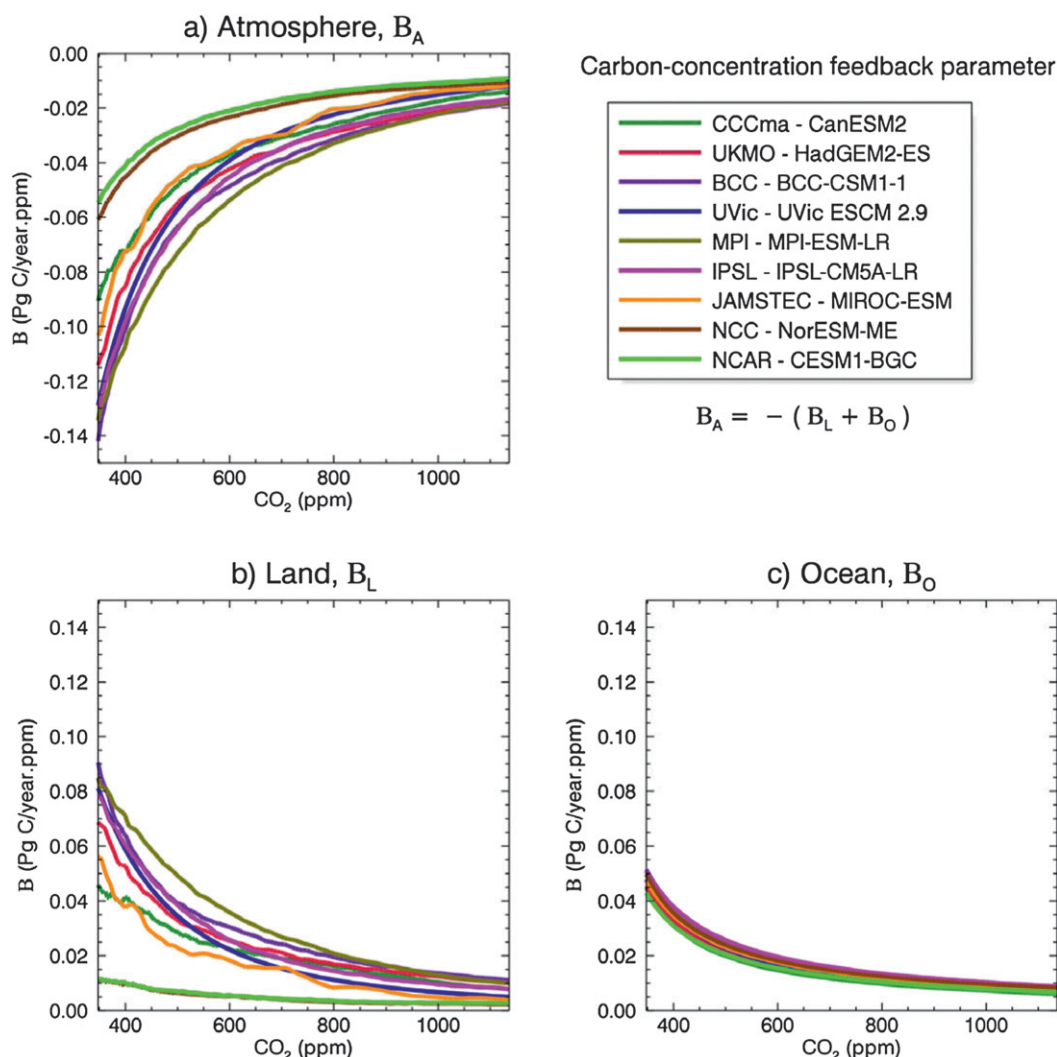 a) Atmosphere, B_A
0.00
-0.02
-0.04
-0.06
-0.08
-0.10
-0.12
-0.14
B (Pg C/year.ppm)
400 600 800 1000
CO₂ (ppm)
Carbon-concentration feedback parameter
CCCma - CanESM2
UKMO - HadGEM2-ES
BCC - BCC-CSM1-1
UVic - UVic ESCM 2.9
MPI - MPI-ESM-LR
IPSL - IPSL-CM5A-LR
JAMSTEC - MIROC-ESM
NCC - NorESM-ME
NCAR - CESM1-BGC
B_A = - ( B_L + B_O )
b) Land, B_L
0.14
0.12
0.10
0.08
0.06
0.04
0.02
0.00
B (Pg C/year.ppm)
400 600 800 1000
CO₂ (ppm)
c) Ocean, B_O
0.14
0.12
0.10
0.08
0.06
0.04
0.02
0.00
B (Pg C/year.ppm)
400 600 800 1000
CO₂ (ppm)